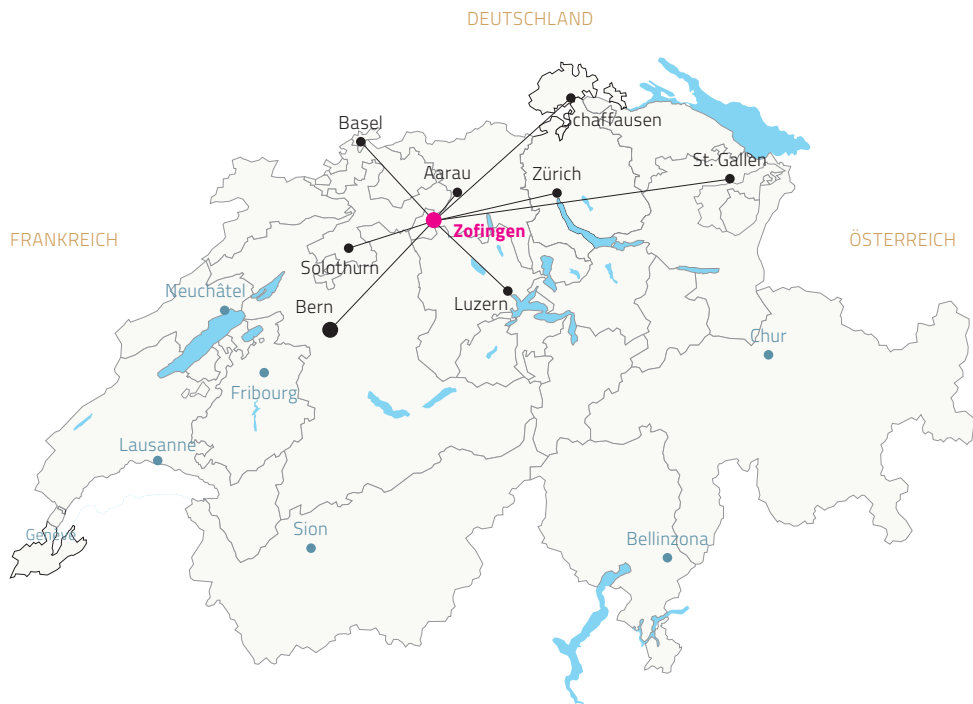 DEUTSCHLAND
Schaffausen
Basel
St. Gallen
Aarau
Zürich
Zofingen
FRANKREICH
ÖSTERREICH
Solothurn
Neuchâtel
Bern
Luzern
Chur
Fribourg
Lausanne
Sion
Genève
Bellinzona